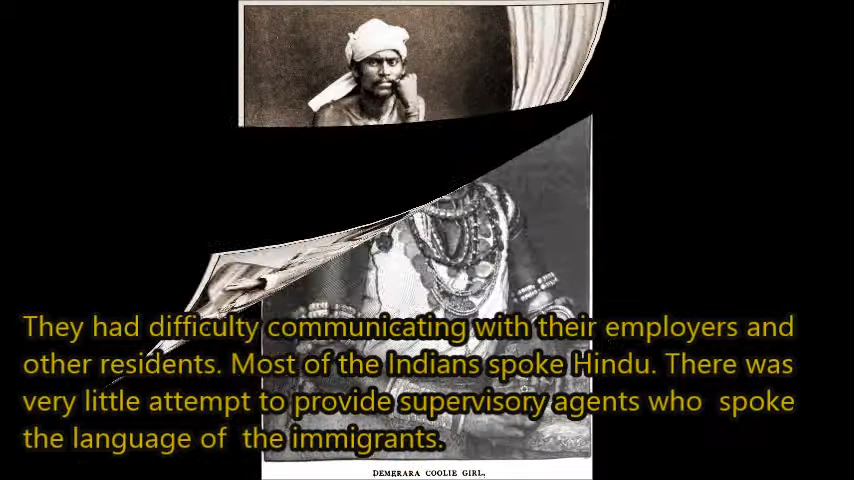 They had difficulty communicating with their employers and
other residents. Most of the Indians spoke Hindu. There was
very little attempt to provide supervisory agents who  spoke
the language of  the immigrants.
DEMERARA COOLIE GIRL.